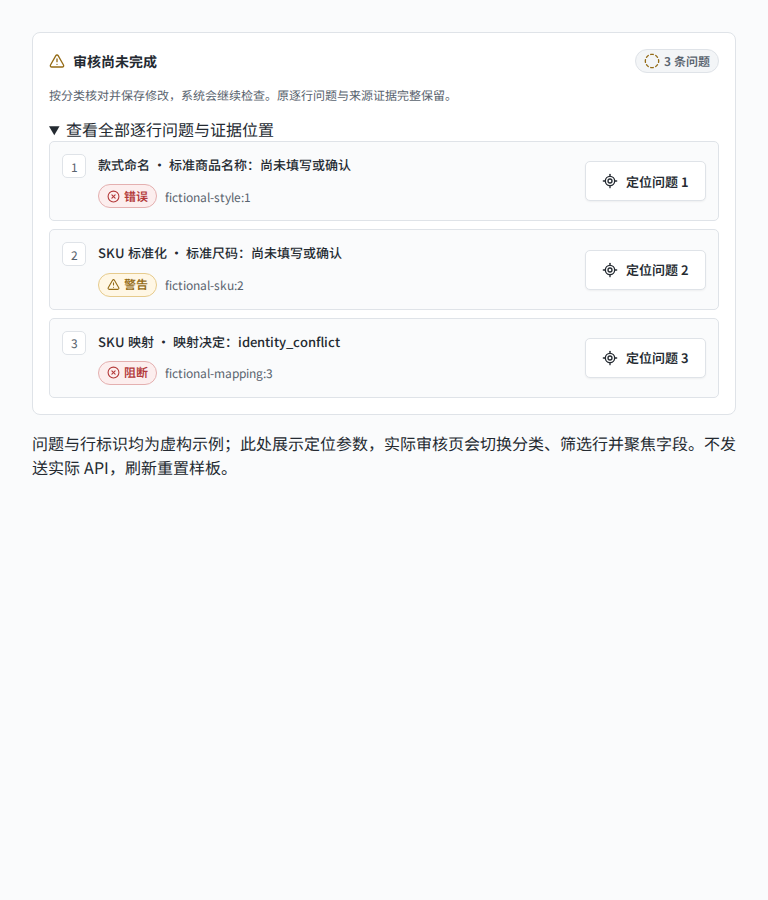 审核尚未完成
3 条问题
按分类核对并保存修改，系统会继续检查。原逐行问题与来源证据完整保留。
▼ 查看全部逐行问题与证据位置
1
款式命名 · 标准商品名称：尚未填写或确认
错误
fictional-style:1
定位问题 1
2
SKU 标准化 · 标准尺码：尚未填写或确认
警告
fictional-sku:2
定位问题 2
3
SKU 映射 · 映射决定：identity_conflict
阻断
fictional-mapping:3
定位问题 3
问题与行标识均为虚构示例；此处展示定位参数，实际审核页会切换分类、筛选行并聚焦字段。不发
送实际 API，刷新重置样板。